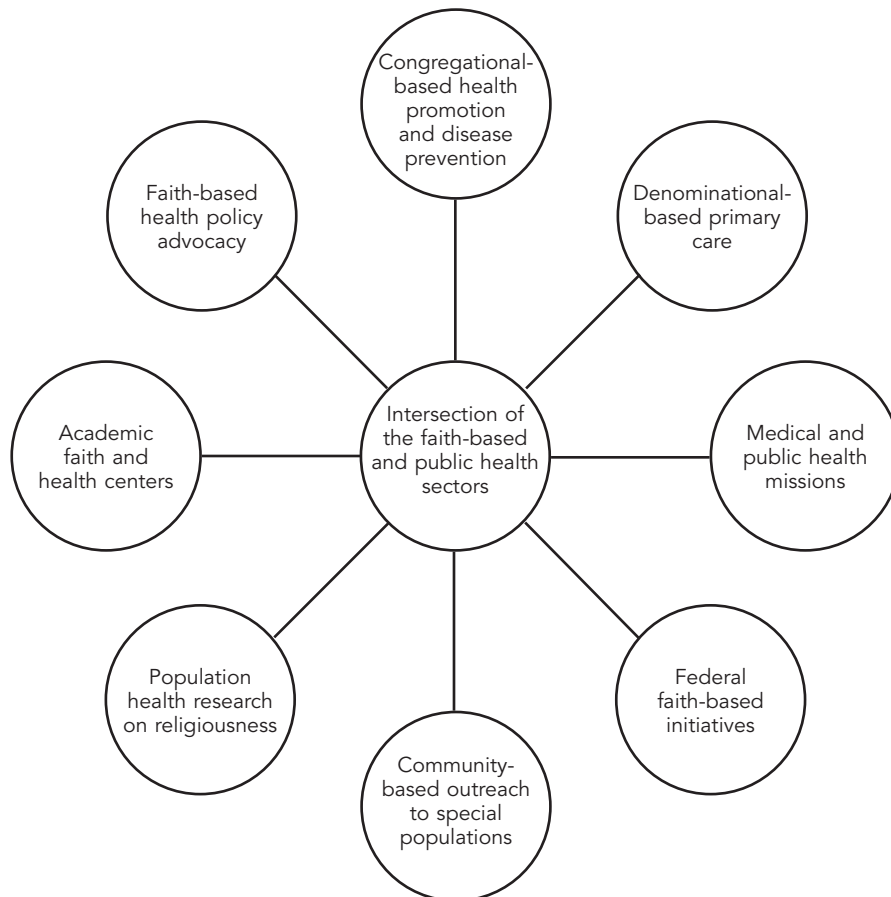 Congregational-
based health
promotion
and disease
prevention
Faith-based
health policy
advocacy
Denominational-
based primary
care
Academic
faith and
health centers
Intersection of
the faith-based
and public health
sectors
Medical and
public health
missions
Population
health research
on religiousness
Federal
faith-based
initiatives
Community-
based outreach
to special
populations